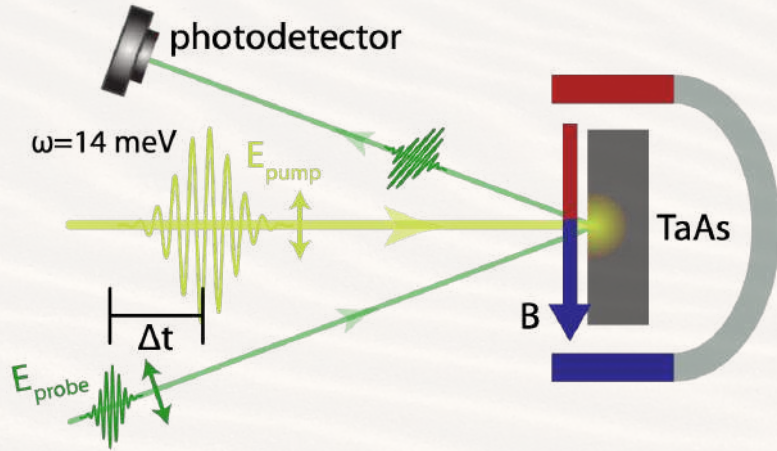 photodetector
ω=14 meV
E_pump
TaAs
B
Δt
E_probe